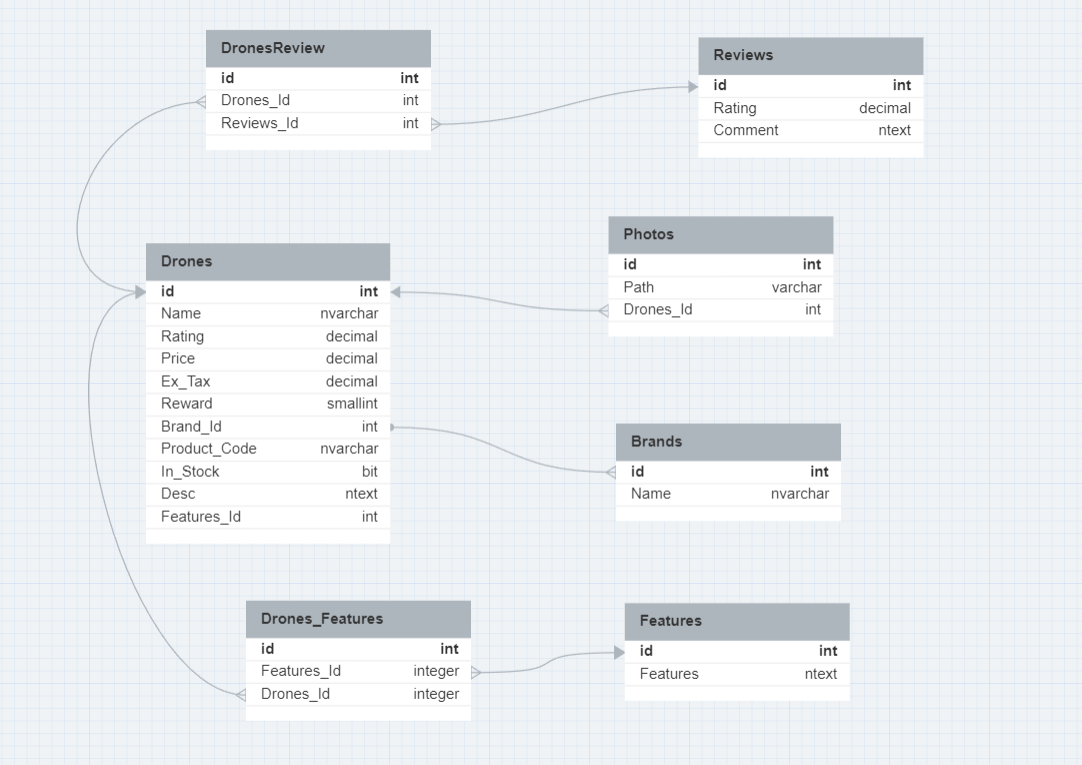 DronesReview
id int
Drones_Id int
Reviews_Id int
Reviews
id int
Rating decimal
Comment ntext
Photos
id int
Path varchar
Drones_Id int
Drones
id int
Name nvarchar
Rating decimal
Price decimal
Ex_Tax decimal
Reward smallint
Brand_Id int
Product_Code nvarchar
In_Stock bit
Desc ntext
Features_Id int
Brands
id int
Name nvarchar
Drones_Features
id int
Features_Id integer
Drones_Id integer
Features
id int
Features ntext